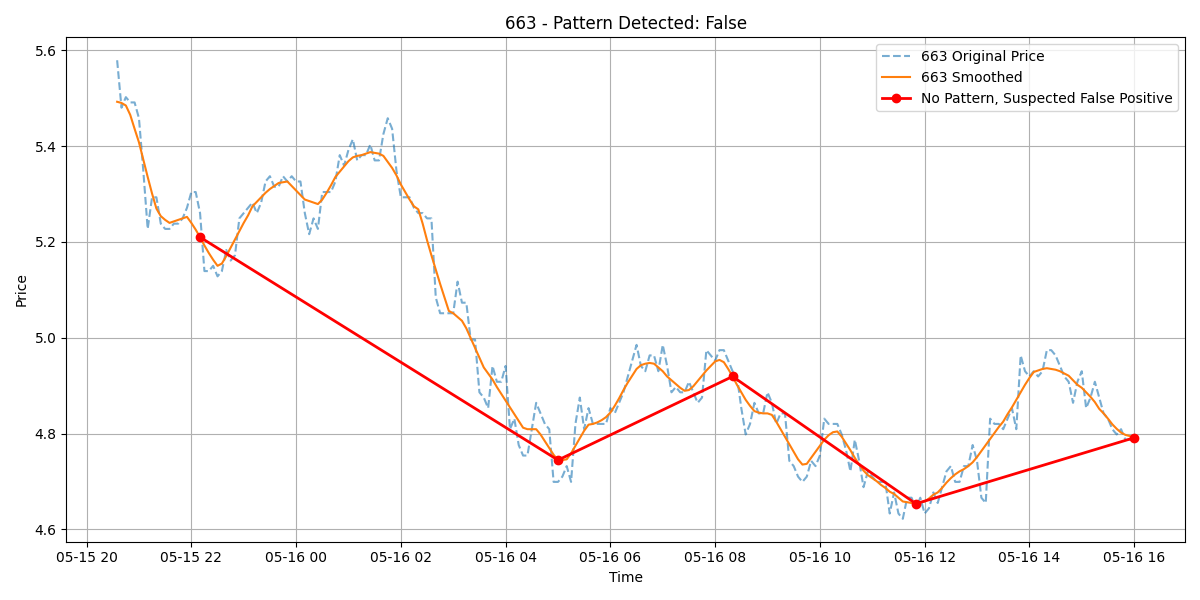 663 - Pattern Detected: False
663 Original Price
663 Smoothed
No Pattern, Suspected False Positive
Price
5.6
5.4
5.2
5.0
4.8
4.6
05-15 20
05-15 22
05-16 00
05-16 02
05-16 04
05-16 06
05-16 08
05-16 10
05-16 12
05-16 14
05-16 16
Time